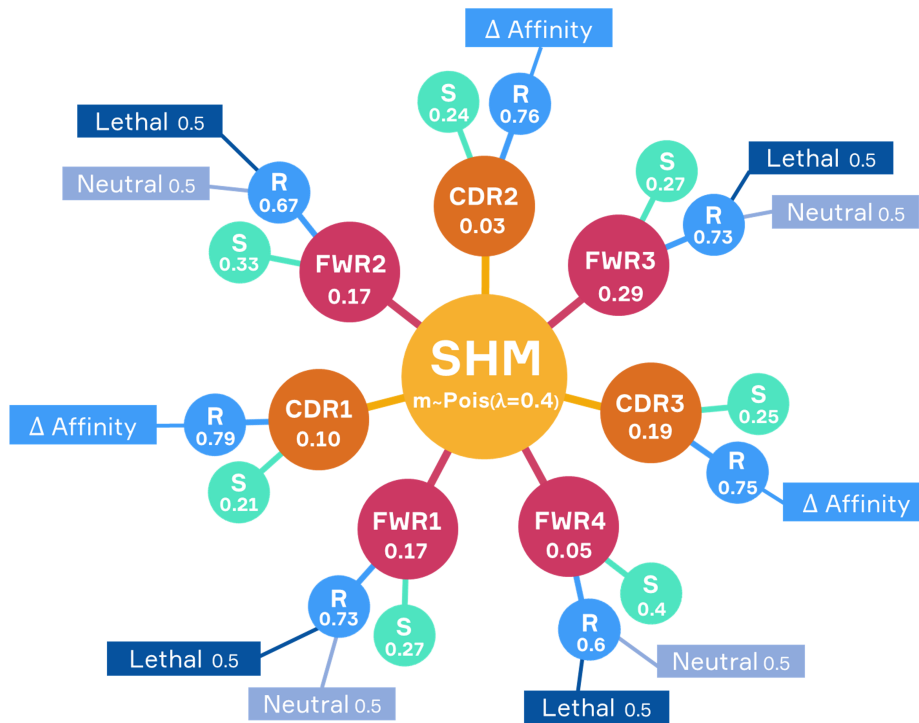 Δ Affinity
S
0.24
R
0.76
CDR2
0.03
Lethal 0.5
Neutral 0.5
R
0.67
S
0.33
FWR2
0.17
Lethal 0.5
Neutral 0.5
S
0.27
R
0.73
FWR3
0.29
SHM
m~Pois(λ=0.4)
Δ Affinity
R
0.79
S
0.21
CDR1
0.10
CDR3
0.19
S
0.25
R
0.75
Δ Affinity
FWR1
0.17
R
0.73
S
0.27
Lethal 0.5
Neutral 0.5
FWR4
0.05
S
0.4
R
0.6
Neutral 0.5
Lethal 0.5